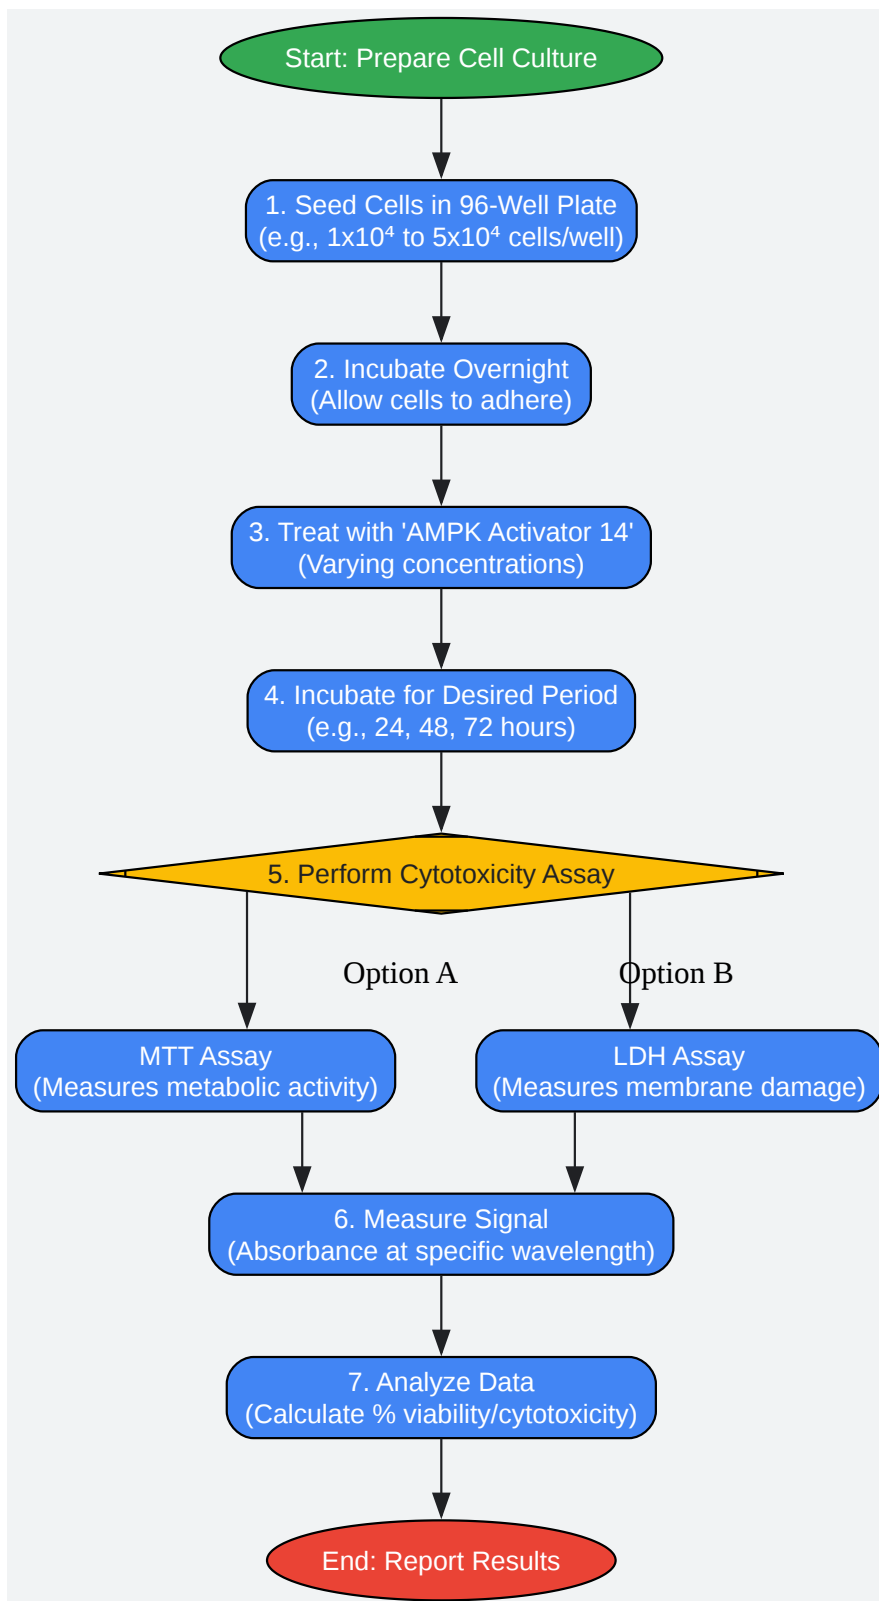 Start: Prepare Cell Culture
1. Seed Cells in 96-Well Plate
(e.g., 1x10⁴ to 5x10⁴ cells/well)
2. Incubate Overnight
(Allow cells to adhere)
3. Treat with 'AMPK Activator 14'
(Varying concentrations)
4. Incubate for Desired Period
(e.g., 24, 48, 72 hours)
5. Perform Cytotoxicity Assay
Option A
Option B
MTT Assay
(Measures metabolic activity)
LDH Assay
(Measures membrane damage)
6. Measure Signal
(Absorbance at specific wavelength)
7. Analyze Data
(Calculate % viability/cytotoxicity)
End: Report Results